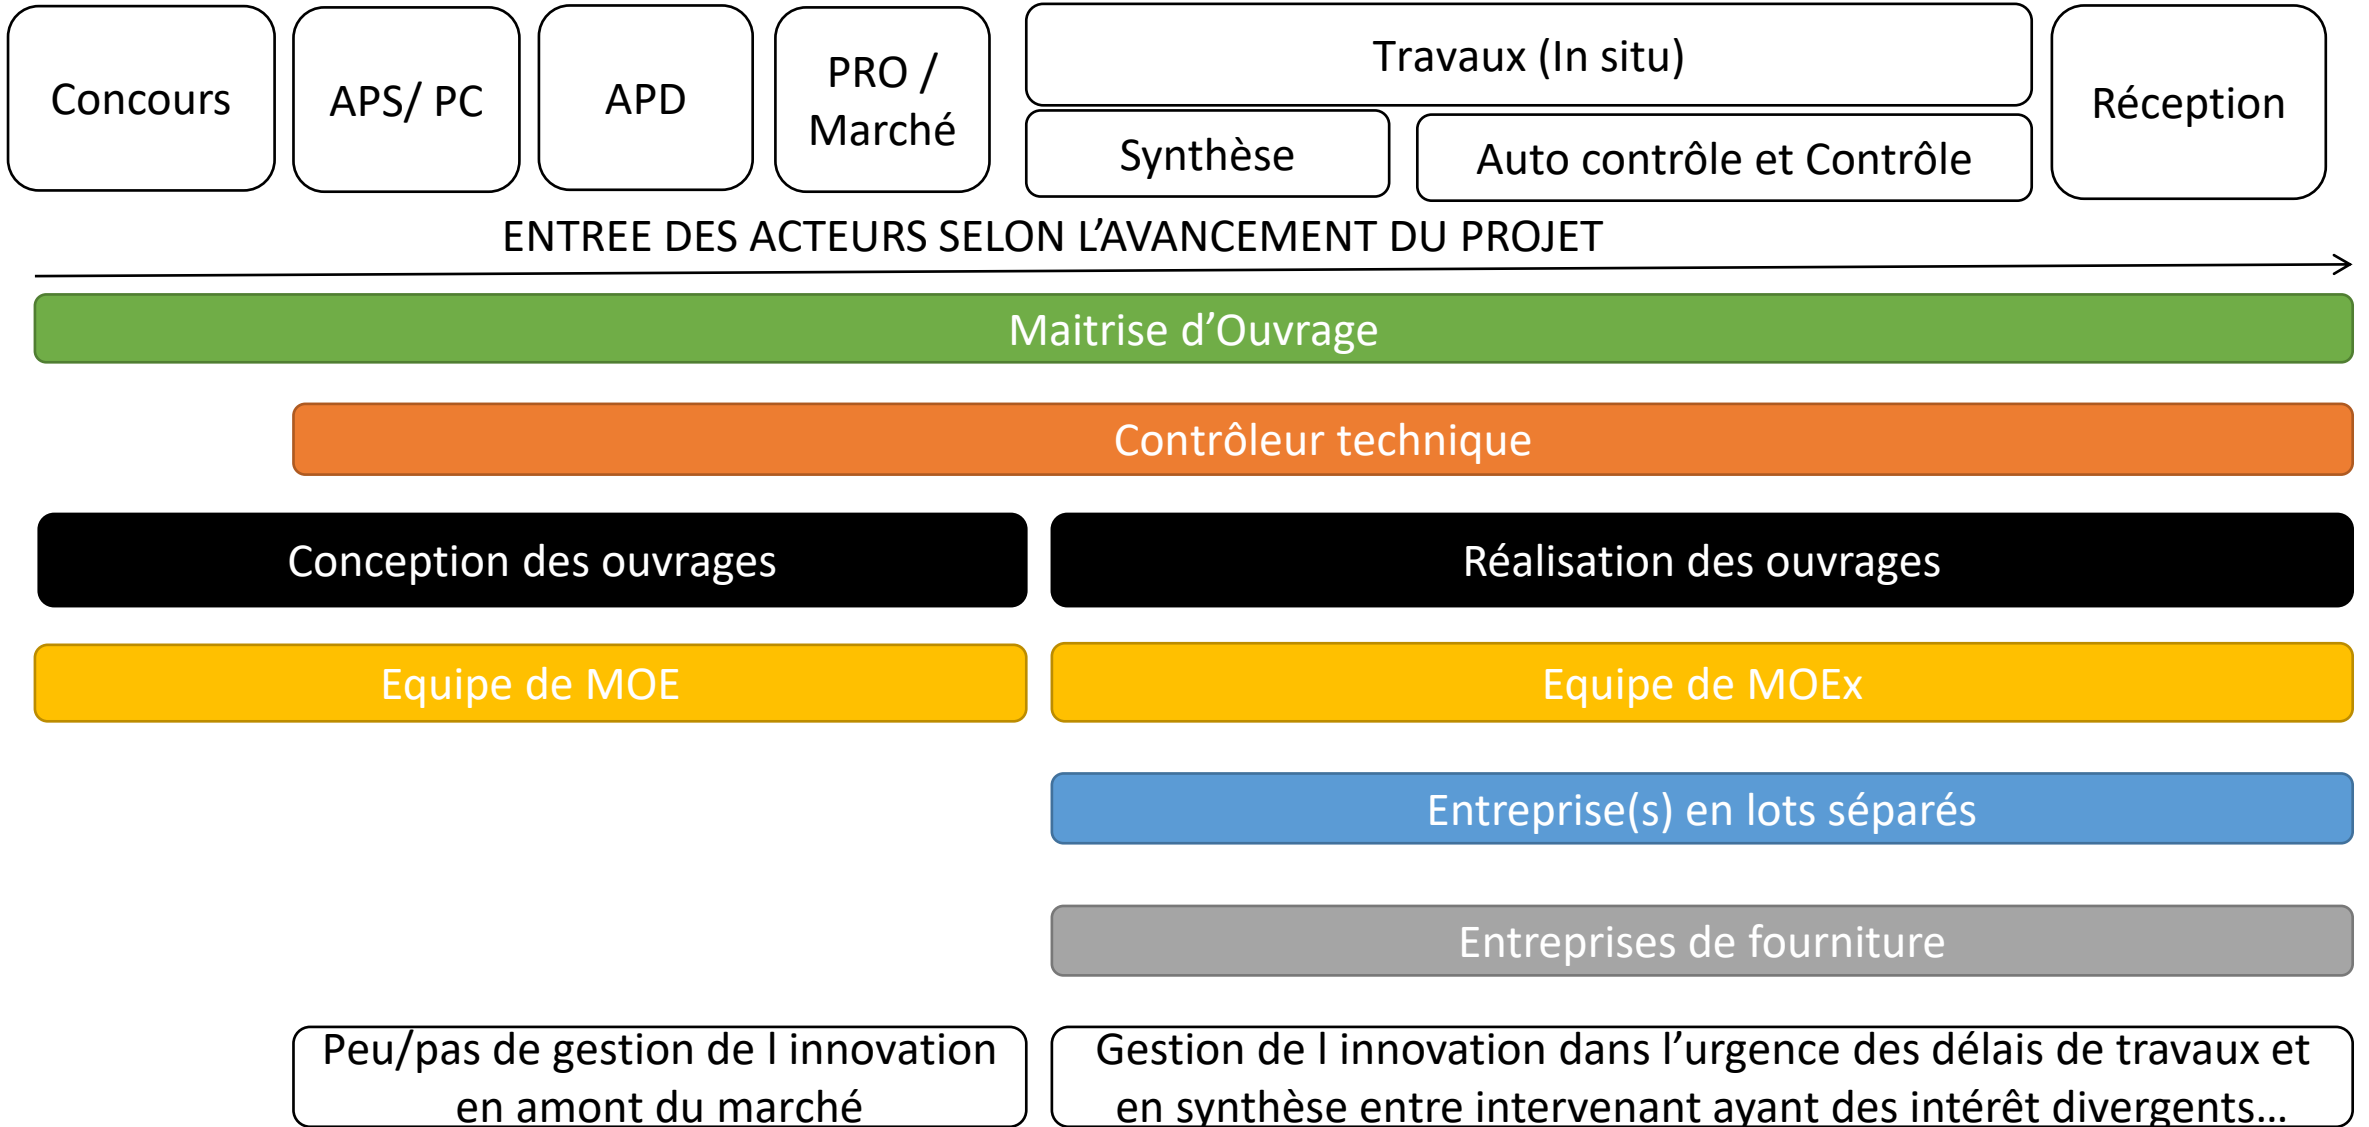 Concours
APS/ PC
APD
PRO /
Marché
Travaux (In situ)
Synthèse
Auto contrôle et Contrôle
Réception
ENTREE DES ACTEURS SELON L’AVANCEMENT DU PROJET
Maitrise d’Ouvrage
Contrôleur technique
Conception des ouvrages
Réalisation des ouvrages
Equipe de MOE
Equipe de MOEx
Entreprise(s) en lots séparés
Entreprises de fourniture
Peu/pas de gestion de l innovation
en amont du marché
Gestion de l innovation dans l’urgence des délais de travaux et
en synthèse entre intervenant ayant des intérêt divergents…